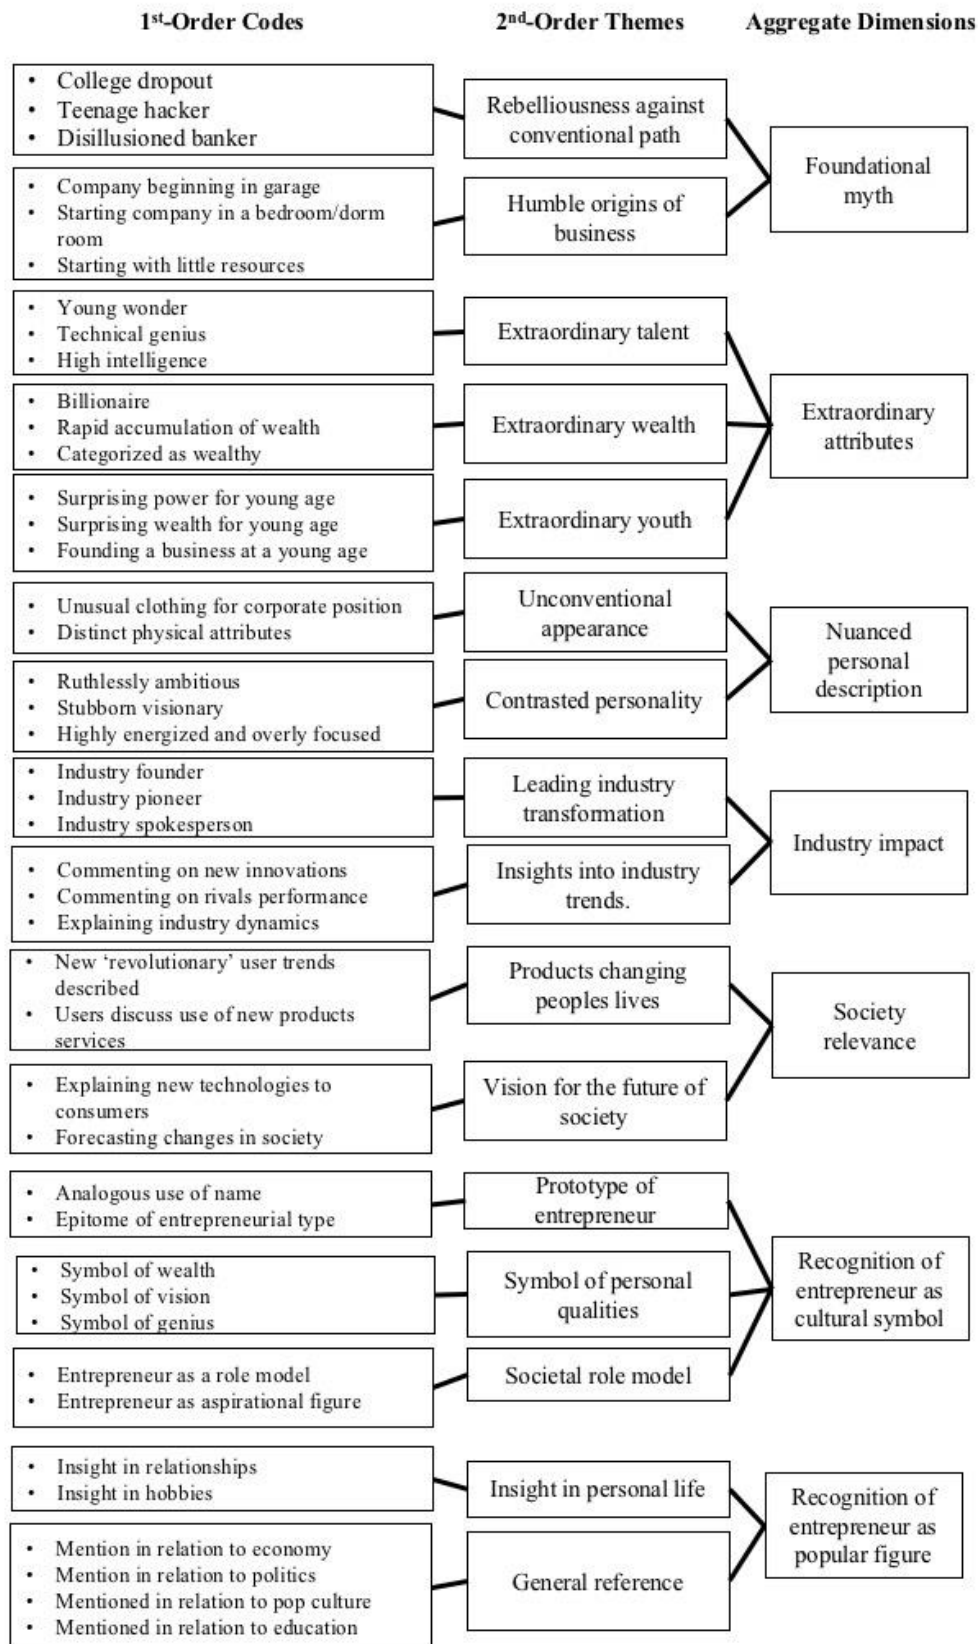 1st-Order Codes 2nd-Order Themes Aggregate Dimensions
• College dropout
• Teenage hacker
• Disillusioned banker
Rebelliousness against
conventional path
Foundational
myth
• Company beginning in garage
• Starting company in a bedroom/dorm
room
• Starting with little resources
Humble origins of
business
• Young wonder
• Technical genius
• High intelligence
Extraordinary talent
• Billionaire
• Rapid accumulation of wealth
• Categorized as wealthy
Extraordinary wealth
Extraordinary
attributes
• Surprising power for young age
• Surprising wealth for young age
• Founding a business at a young age
Extraordinary youth
• Unusual clothing for corporate position
• Distinct physical attributes
Unconventional
appearance
Nuanced
personal
description
• Ruthlessly ambitious
• Stubborn visionary
• Highly energized and overly focused
Contrasted personality
• Industry founder
• Industry pioneer
• Industry spokesperson
Leading industry
transformation
Industry impact
• Commenting on new innovations
• Commenting on rivals performance
• Explaining industry dynamics
Insights into industry
trends.
• New ‘revolutionary’ user trends
described
• Users discuss use of new products
services
Products changing
peoples lives
Society
relevance
• Explaining new technologies to
consumers
• Forecasting changes in society
Vision for the future of
society
• Analogous use of name
• Epitome of entrepreneurial type
Prototype of
entrepreneur
• Symbol of wealth
• Symbol of vision
• Symbol of genius
Symbol of personal
qualities
Recognition of
entrepreneur as
cultural symbol
• Entrepreneur as a role model
• Entrepreneur as aspirational figure
Societal role model
• Insight in relationships
• Insight in hobbies
Insight in personal life
Recognition of
entrepreneur as
popular figure
• Mention in relation to economy
• Mention in relation to politics
• Mentioned in relation to pop culture
• Mentioned in relation to education
General reference